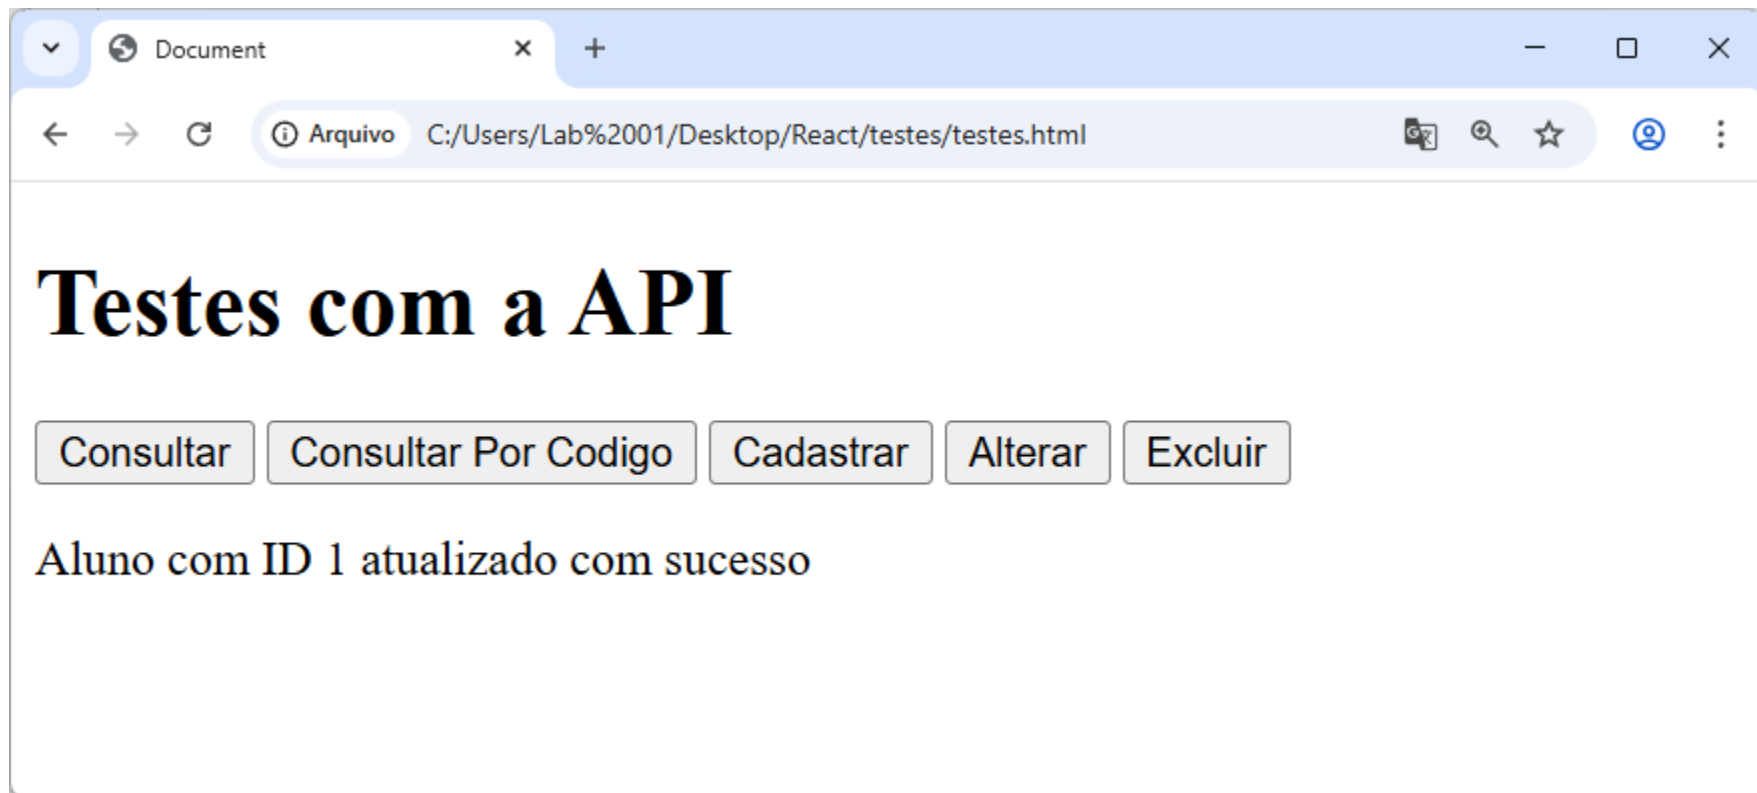 Document
Arquivo C:/Users/Lab%2001/Desktop/React/testes/testes.html
Testes com a API
Consultar Consultar Por Codigo Cadastrar Alterar Excluir
Aluno com ID 1 atualizado com sucesso